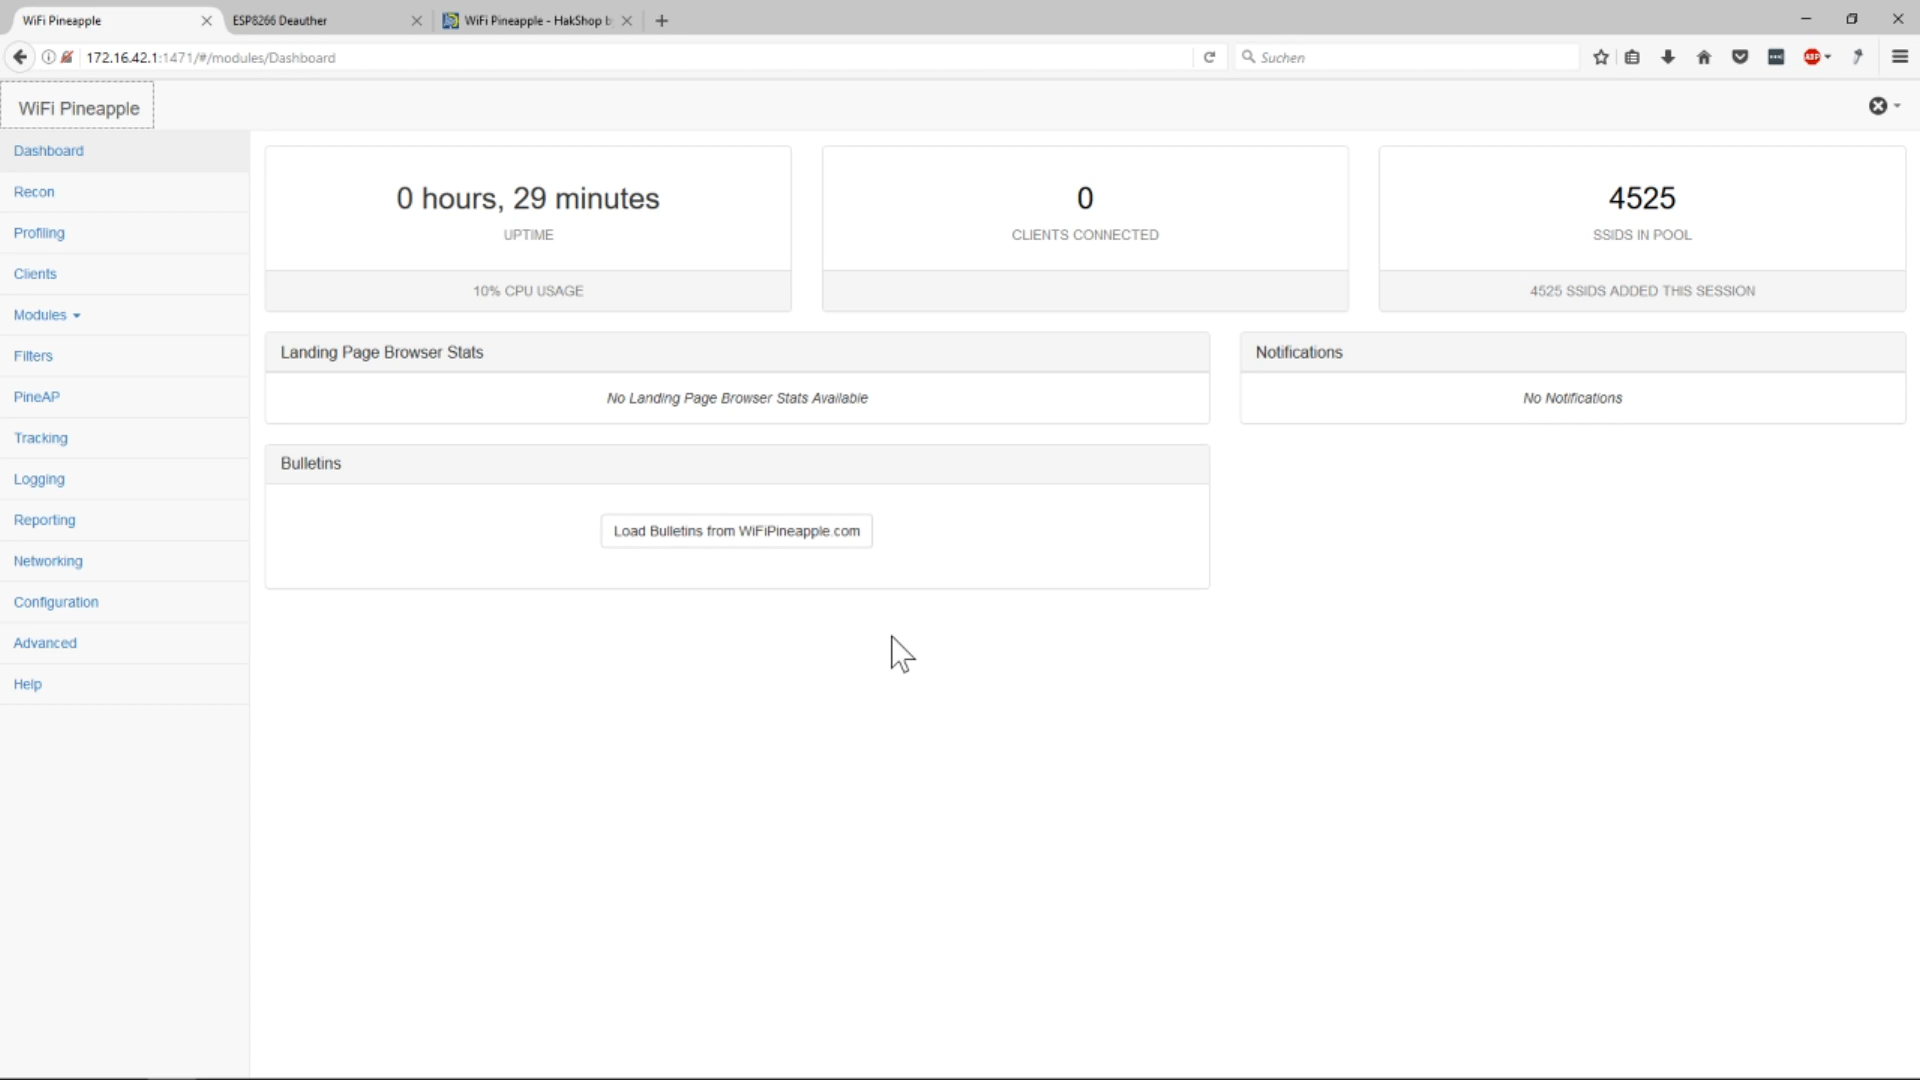 WiFi Pineapple
ESP8266 Deauther
WiFi Pineapple - HakShop b
172.16.42.1:1471/#/modules/Dashboard
Suchen
ABP
WiFi Pineapple
Dashboard
Recon
Profiling
Clients
Modules
Filters
PineAP
Tracking
Logging
Reporting
Networking
Configuration
Advanced
Help
0 hours, 29 minutes
UPTIME
10% CPU USAGE
0
CLIENTS CONNECTED
4525
SSIDS IN POOL
4525 SSIDS ADDED THIS SESSION
Landing Page Browser Stats
No Landing Page Browser Stats Available
Notifications
No Notifications
Bulletins
Load Bulletins from WiFiPineapple.com